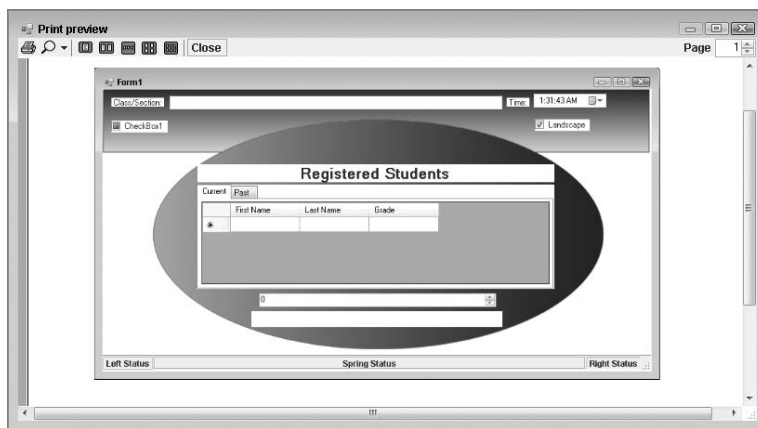 Print preview
Close
Page 1
Form1
Class/Section: Time: 1:31:43 AM
CheckBox1 Landscape
Registered Students
Current Past
First Name Last Name Grade
0
Left Status Spring Status Right Status